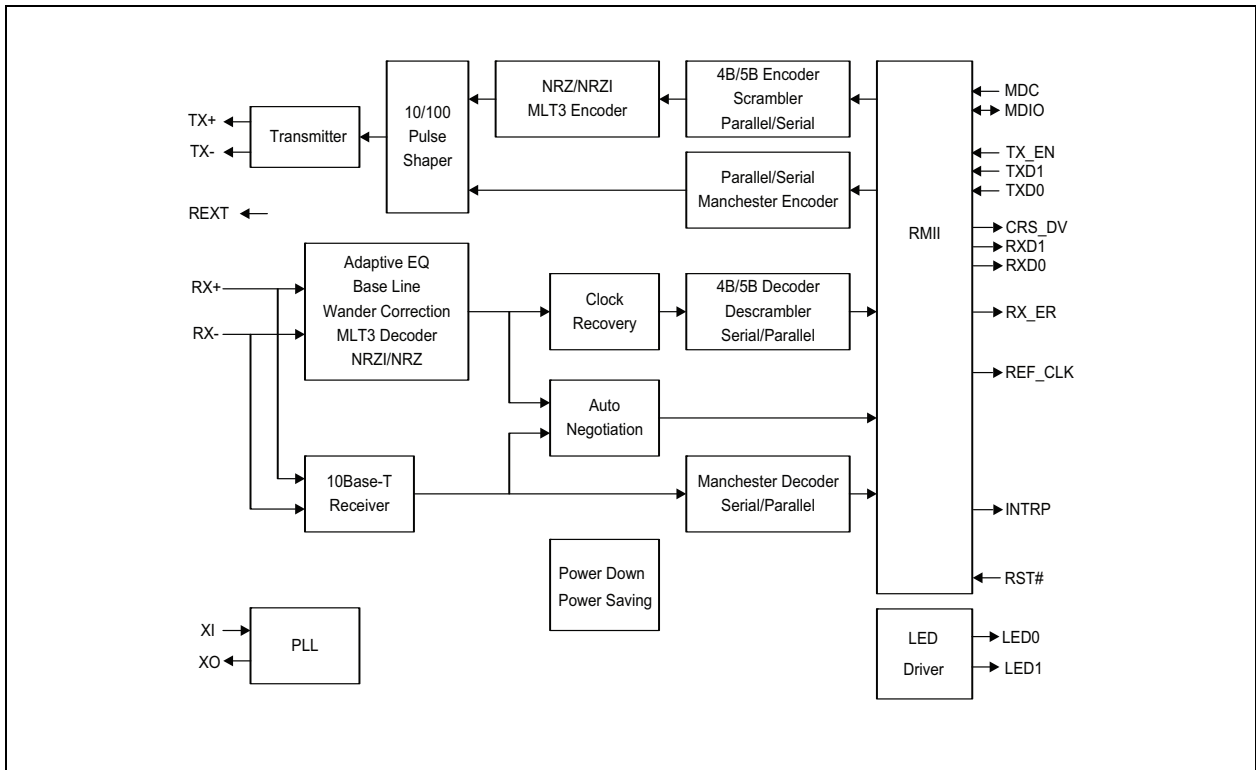 TX+
TX-
REXT
RX+
RX-
XI
XO
Transmitter
10/100
Pulse
Shaper
NRZ/NRZI
MLT3 Encoder
4B/5B Encoder
Scrambler
Parallel/Serial
Parallel/Serial
Manchester Encoder
Adaptive EQ
Base Line
Wander Correction
MLT3 Decoder
NRZI/NRZ
Clock
Recovery
4B/5B Decoder
Descrambler
Serial/Parallel
Auto
Negotiation
10Base-T
Receiver
Manchester Decoder
Serial/Parallel
Power Down
Power Saving
PLL
RMII
LED
Driver
MDC
MDIO
TX_EN
TXD1
TXD0
CRS_DV
RXD1
RXD0
RX_ER
REF_CLK
INTRP
RST#
LED0
LED1